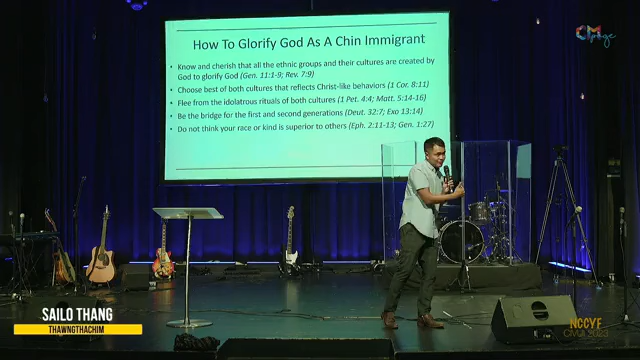 CM
page
How To Glorify God As A Chin Immigrant
• Know and cherish that all the ethnic groups and their cultures are created by
God to glorify God (Gen. 11:1-9; Rev. 7:9)
• Choose best of both cultures that reflects Christ-like behaviors (1 Cor. 8:11)
• Flee from the idolatrous rituals of both cultures (1 Pet. 4:4; Matt. 5:14-16)
• Be the bridge for the first and second generations (Deut. 32:7; Exo 13:14)
• Do not think your race or kind is superior to others (Eph. 2:11-13; Gen. 1:27)
SAILO THANG
THAWNGTHACHIM
NCCYF